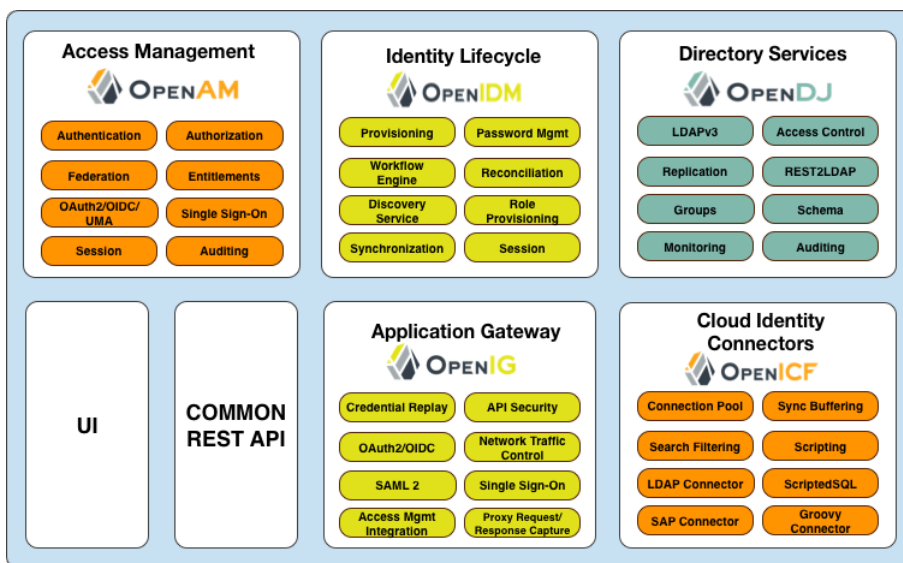 Access Management
OPENAM
Authentication
Authorization
Federation
Entitlements
OAuth2/OIDC/
UMA
Single Sign-On
Session
Auditing
Identity Lifecycle
OPENIDM
Provisioning
Password Mgmt
Workflow
Engine
Reconciliation
Discovery
Service
Role
Provisioning
Synchronization
Session
Directory Services
OPENDJ
LDAPv3
Access Control
Replication
REST2LDAP
Groups
Schema
Monitoring
Auditing
UI
COMMON
REST API
Application Gateway
OPENIG
Credential Replay
API Security
OAuth2/OIDC
Network Traffic
Control
SAML 2
Single Sign-On
Access Mgmt
Integration
Proxy Request/
Response Capture
Cloud Identity
Connectors
OPENICF
Connection Pool
Sync Buffering
Search Filtering
Scripting
LDAP Connector
ScriptedSQL
SAP Connector
Groovy
Connector